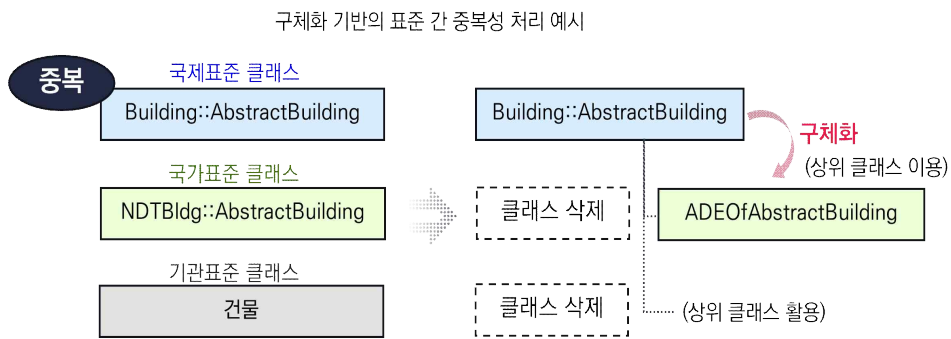 구체화 기반의 표준 간 중복성 처리 예시
중복
국제표준 클래스
Building::AbstractBuilding
Building::AbstractBuilding
구체화
(상위 클래스 이용)
국가표준 클래스
NDTBldg::AbstractBuilding
클래스 삭제
ADEOfAbstractBuilding
기관표준 클래스
건물
클래스 삭제
(상위 클래스 활용)